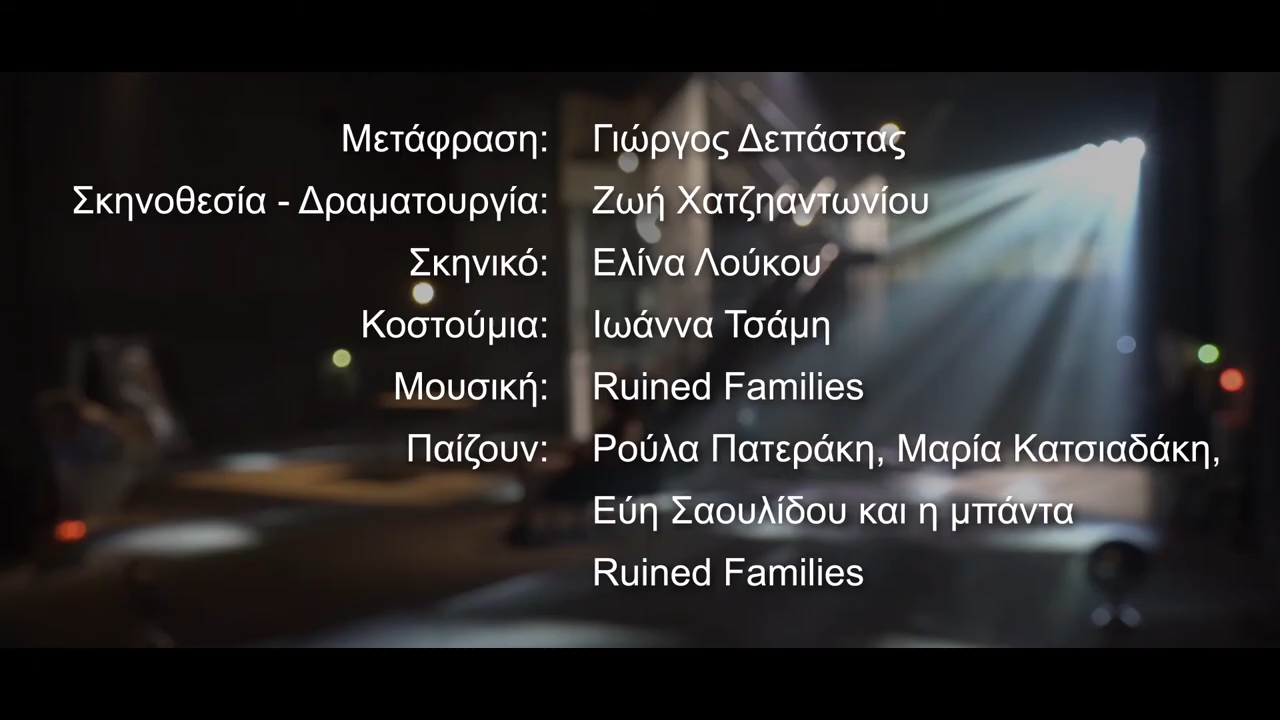 Μετάφραση: Γιώργος Δεπάστας
Σκηνοθεσία - Δραματουργία: Ζωή Χατζηαντωνίου
Σκηνικό: Ελίνα Λούκου
Κοστούμια: Ιωάννα Τσάμη
Μουσική: Ruined Families
Παίζουν: Ρούλα Πατεράκη, Μαρία Κατσιαδάκη,
Εύη Σαουλίδου και η μπάντα
Ruined Families